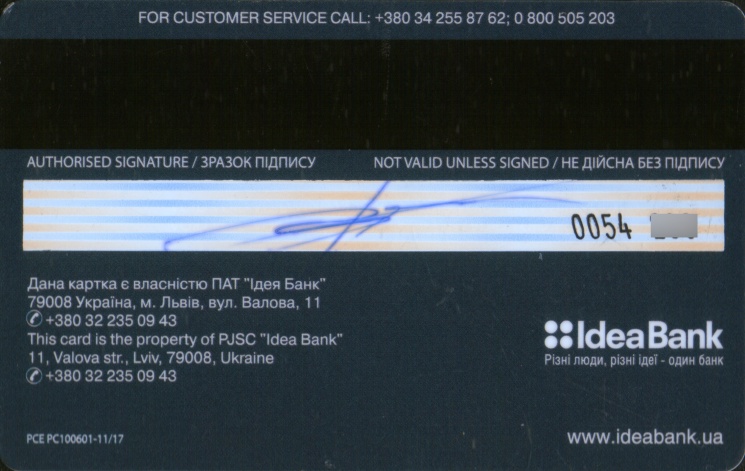 FOR CUSTOMER SERVICE CALL: +380 34 255 87 62; 0 800 505 203
AUTHORISED SIGNATURE / ЗРАЗОК ПІДПИСУ
NOT VALID UNLESS SIGNED / НЕ ДІЙСНА БЕЗ ПІДПИСУ
0054
Дана картка є власністю ПАТ "Ідея Банк"
79008 Україна, м. Львів, вул. Валова, 11
+380 32 235 09 43
This card is the property of PJSC "Idea Bank"
11, Valova str., Lviv, 79008, Ukraine
+380 32 235 09 43
IdeaBank
Різні люди, різні ідеї - один банк
PCE PC100601-11/17
www.ideabank.ua